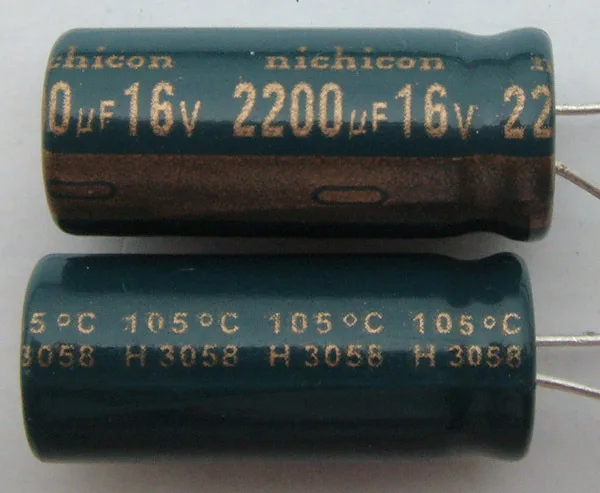 nichicon nichicon n
0µF 16V 2200µF 16V 22
5°C 105°C 105°C 105°C
3058 H 3058 H 3058 H 3058